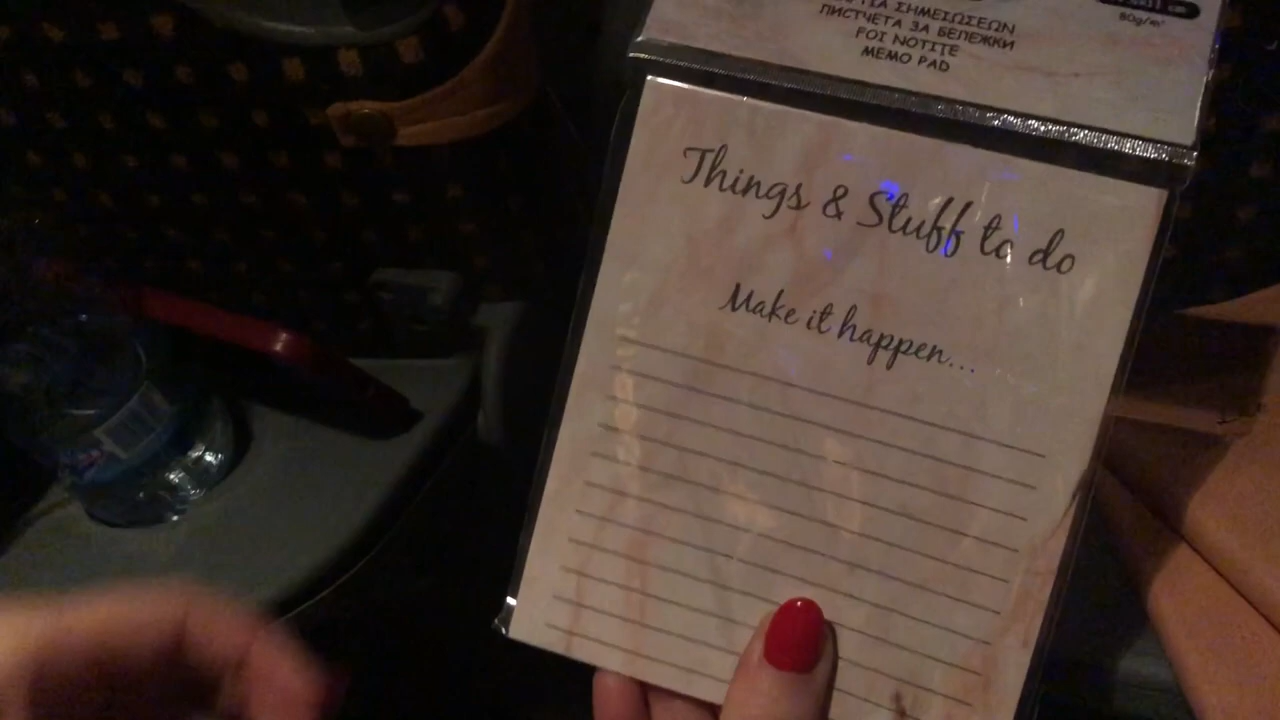 ΓΙΑ ΣΗΜΕΙΩΣΕΩΝ
ЛИСТЧЕТА ЗА БЕЛЕЖКИ
FOI NOTITE
MEMO PAD
80g/m²
Things & Stuff to do
Make it happen...